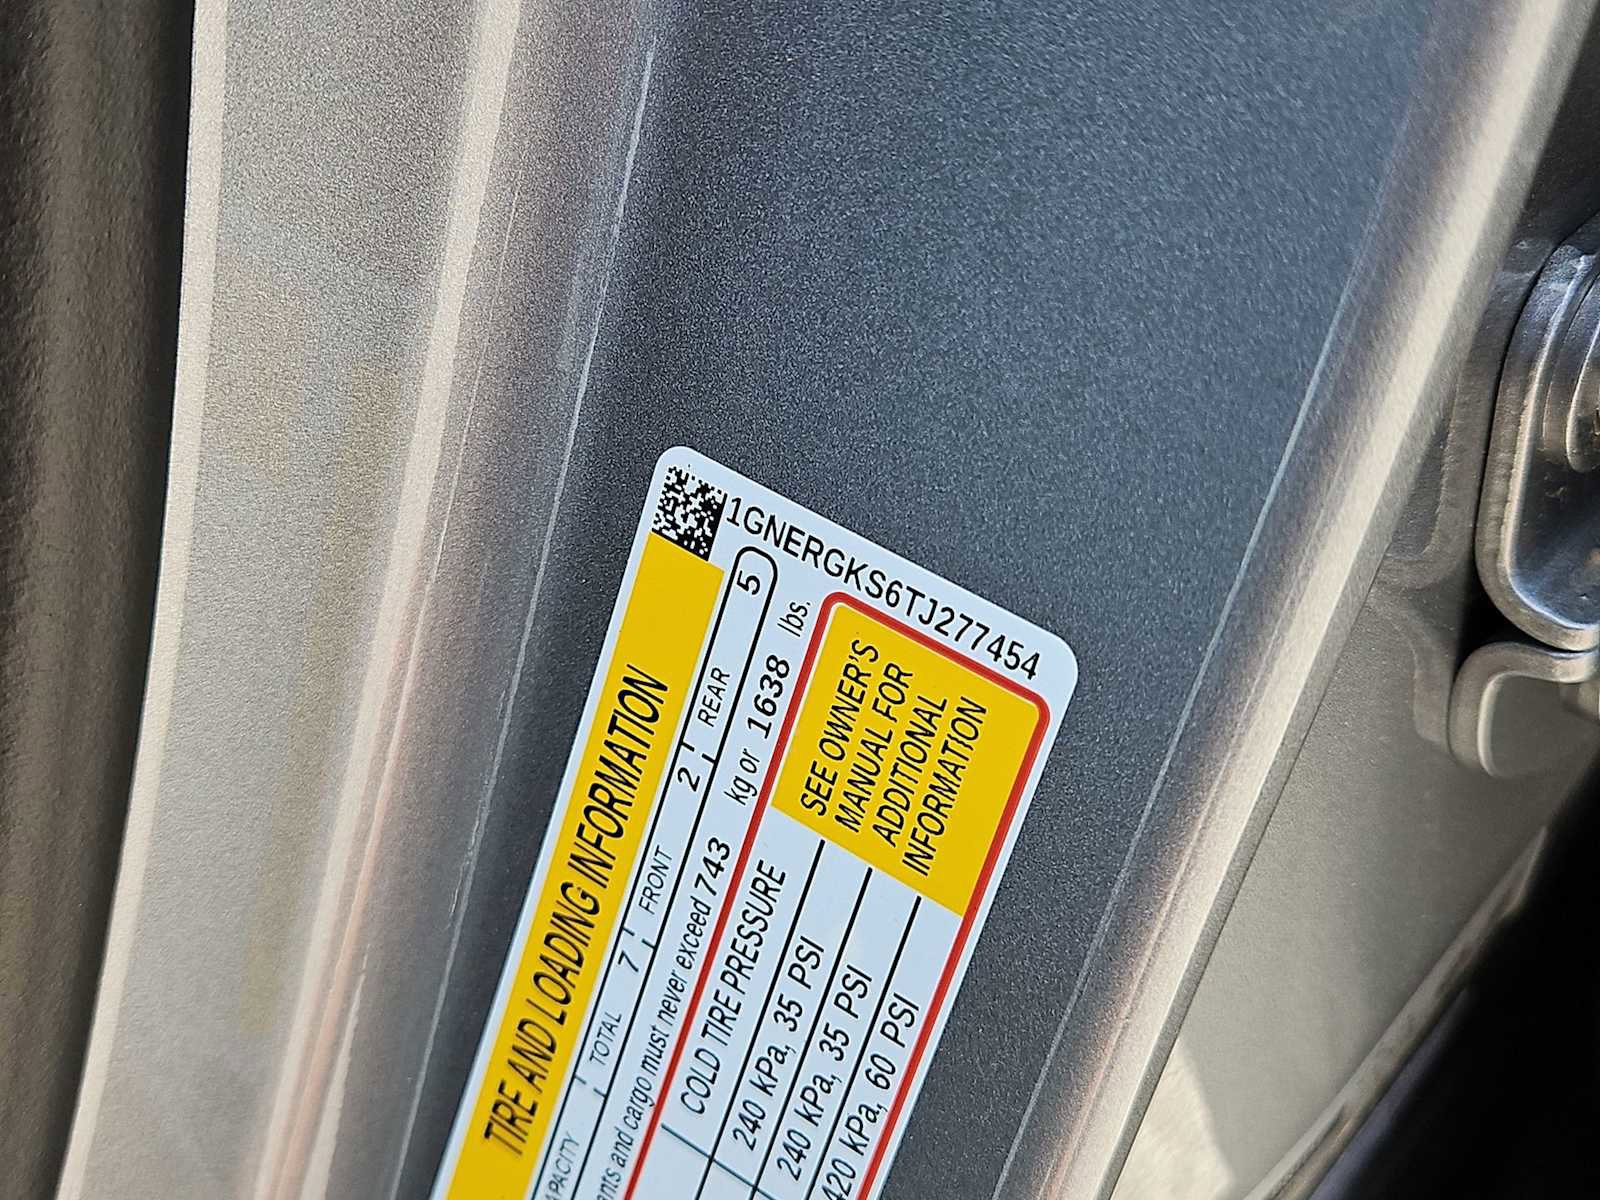 1GNERGKS6TJ277454
TIRE AND LOADING INFORMATION
TOTAL 7 FRONT 2 REAR 5
and cargo must never exceed 743 kg or 1638 lbs.
COLD TIRE PRESSURE
240 kPa, 35 PSI
240 kPa, 35 PSI
420 kPa, 60 PSI
SEE OWNER'S
MANUAL FOR
ADDITIONAL
INFORMATION